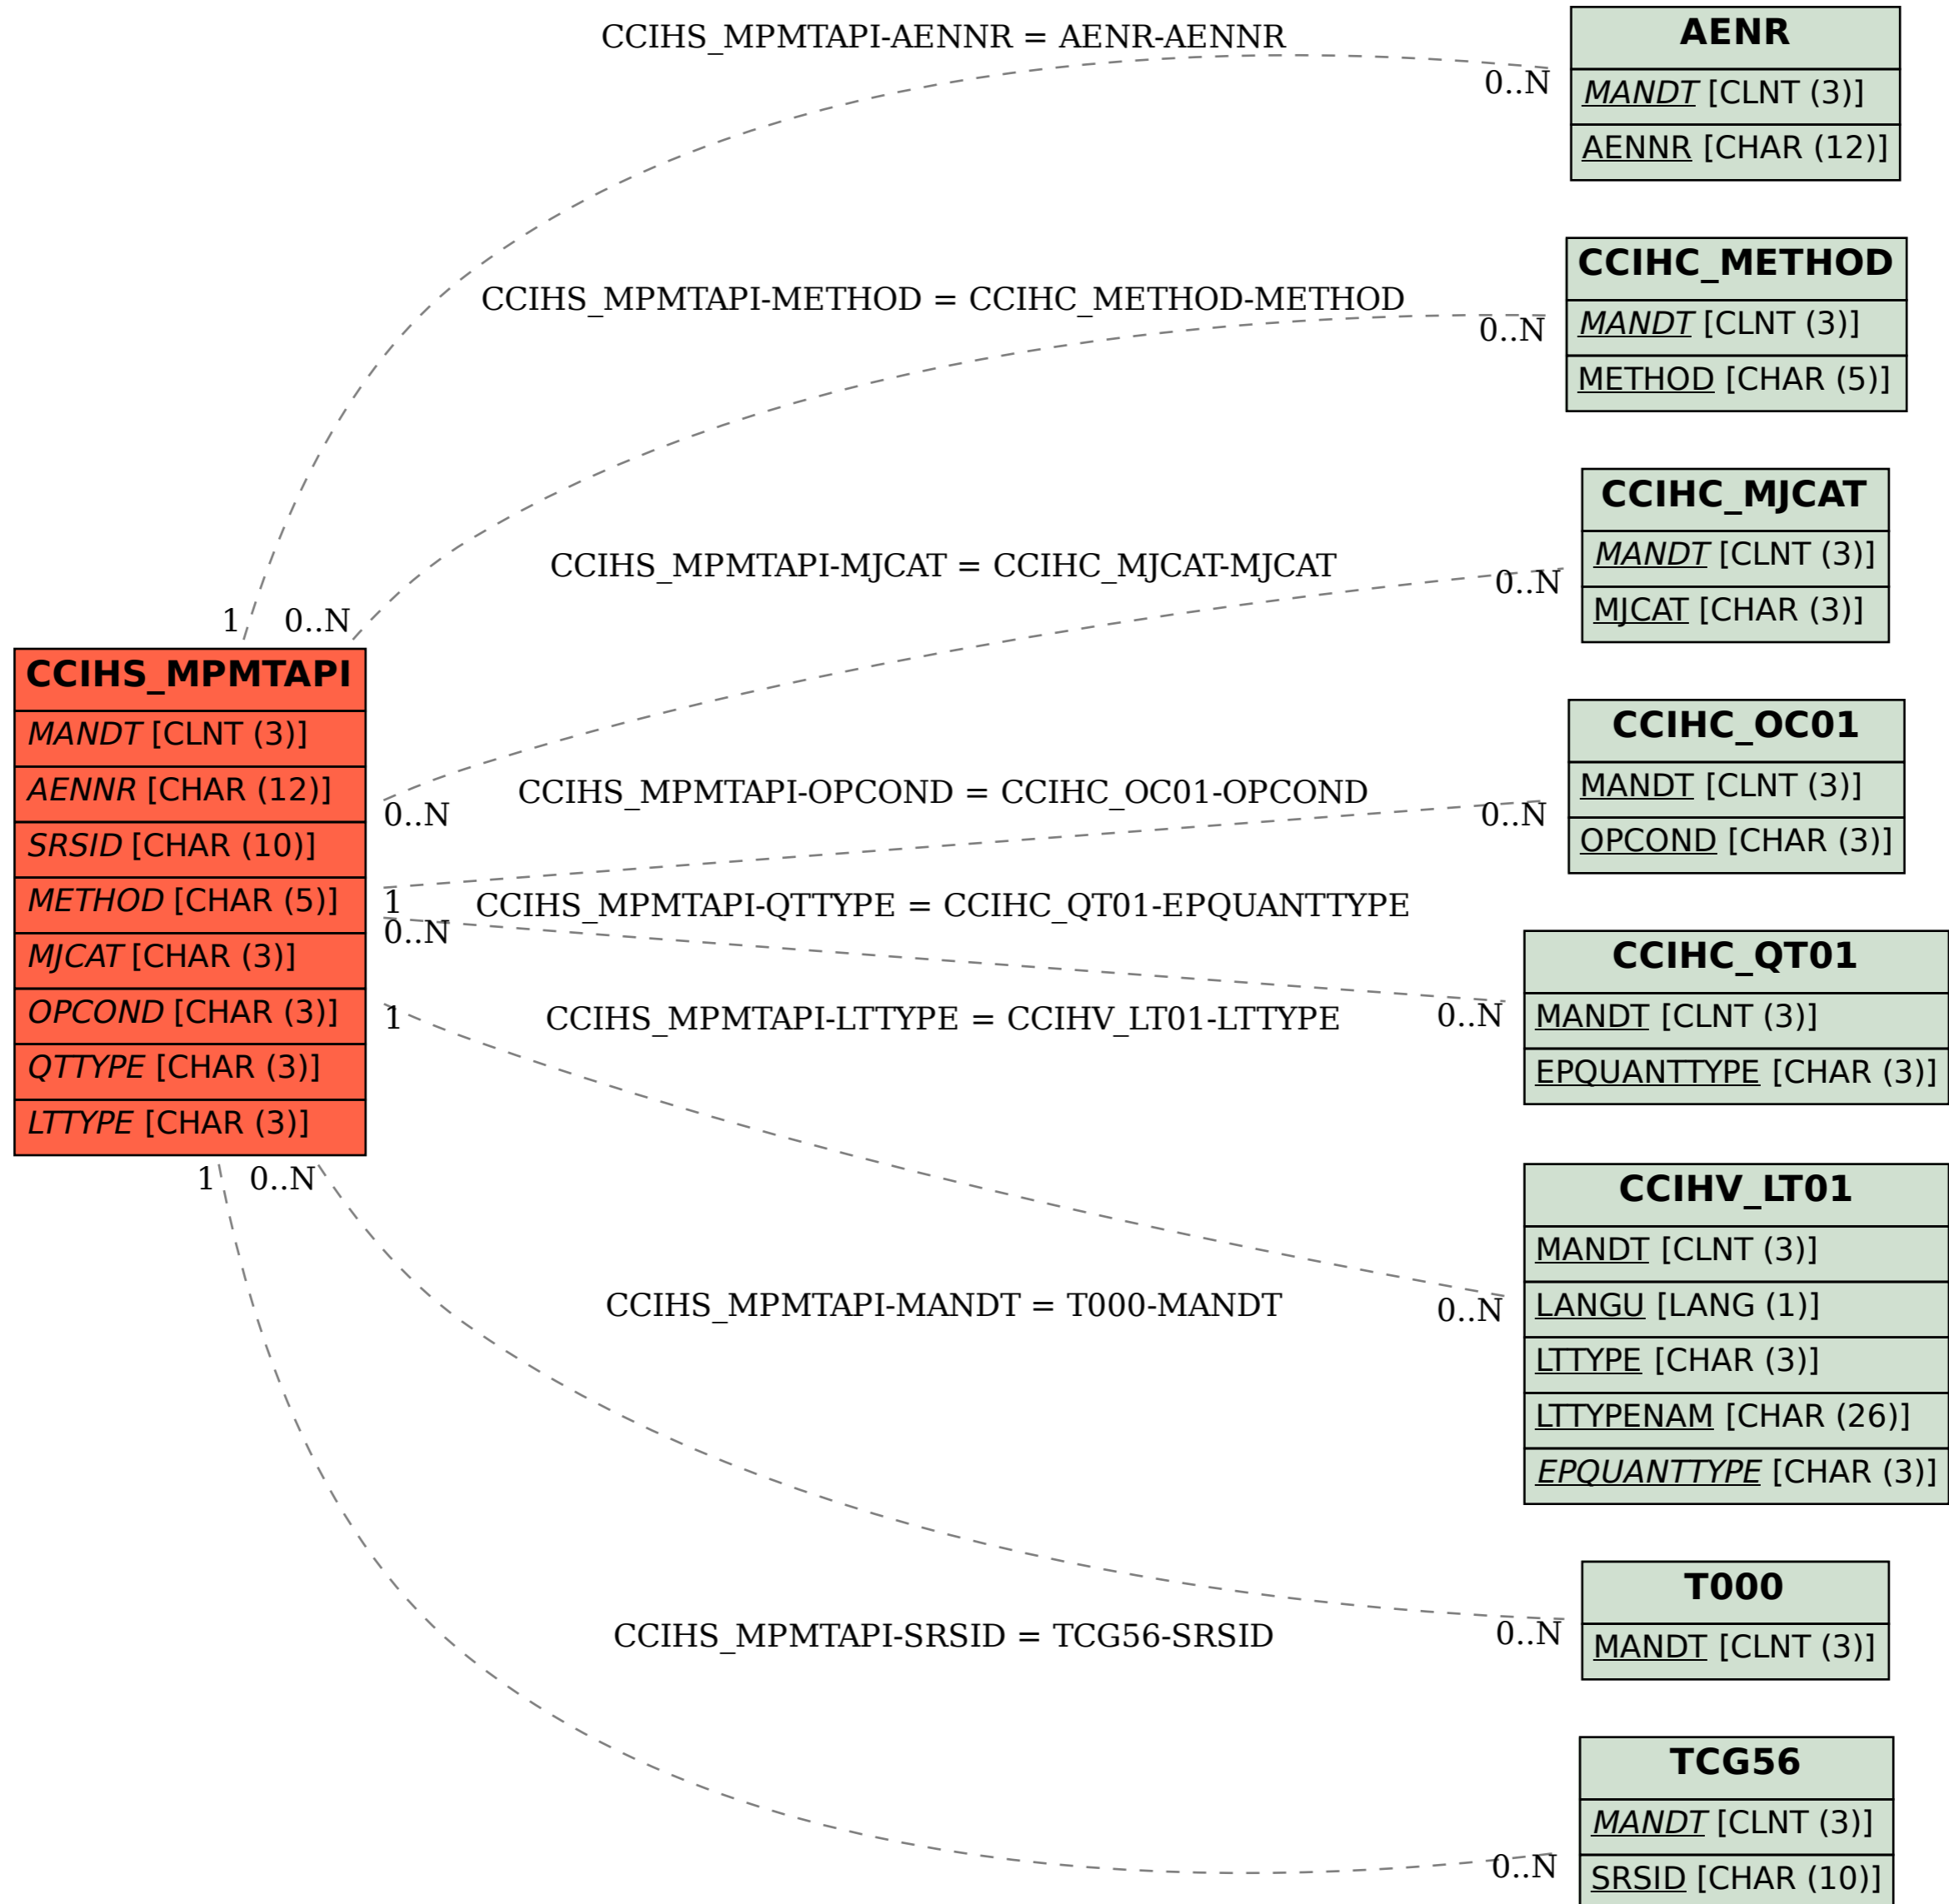 CCIHS_MPMTAPI-AENNR = AENR-AENNR
0..N
AENR
MANDT [CLNT (3)]
AENNR [CHAR (12)]
CCIHS_MPMTAPI-METHOD = CCIHC_METHOD-METHOD
0..N
CCIHC_METHOD
MANDT [CLNT (3)]
METHOD [CHAR (5)]
CCIHS_MPMTAPI-MJCAT = CCIHC_MJCAT-MJCAT
0..N
CCIHC_MJCAT
MANDT [CLNT (3)]
MJCAT [CHAR (3)]
1
0..N
CCIHS_MPMTAPI
MANDT [CLNT (3)]
AENNR [CHAR (12)]
SRSID [CHAR (10)]
METHOD [CHAR (5)]
MJCAT [CHAR (3)]
OPCOND [CHAR (3)]
QTTYPE [CHAR (3)]
LTTYPE [CHAR (3)]
0..N
CCIHS_MPMTAPI-OPCOND = CCIHC_OC01-OPCOND
0..N
CCIHC_OC01
MANDT [CLNT (3)]
OPCOND [CHAR (3)]
1
0..N
CCIHS_MPMTAPI-QTTYPE = CCIHC_QT01-EPQUANTTYPE
0..N
CCIHC_QT01
MANDT [CLNT (3)]
EPQUANTTYPE [CHAR (3)]
1
CCIHS_MPMTAPI-LTTYPE = CCIHV_LT01-LTTYPE
0..N
CCIHV_LT01
MANDT [CLNT (3)]
LANGU [LANG (1)]
LTTYPE [CHAR (3)]
LTTYPENAM [CHAR (26)]
EPQUANTTYPE [CHAR (3)]
1
0..N
CCIHS_MPMTAPI-MANDT = T000-MANDT
0..N
T000
MANDT [CLNT (3)]
CCIHS_MPMTAPI-SRSID = TCG56-SRSID
0..N
TCG56
MANDT [CLNT (3)]
SRSID [CHAR (10)]